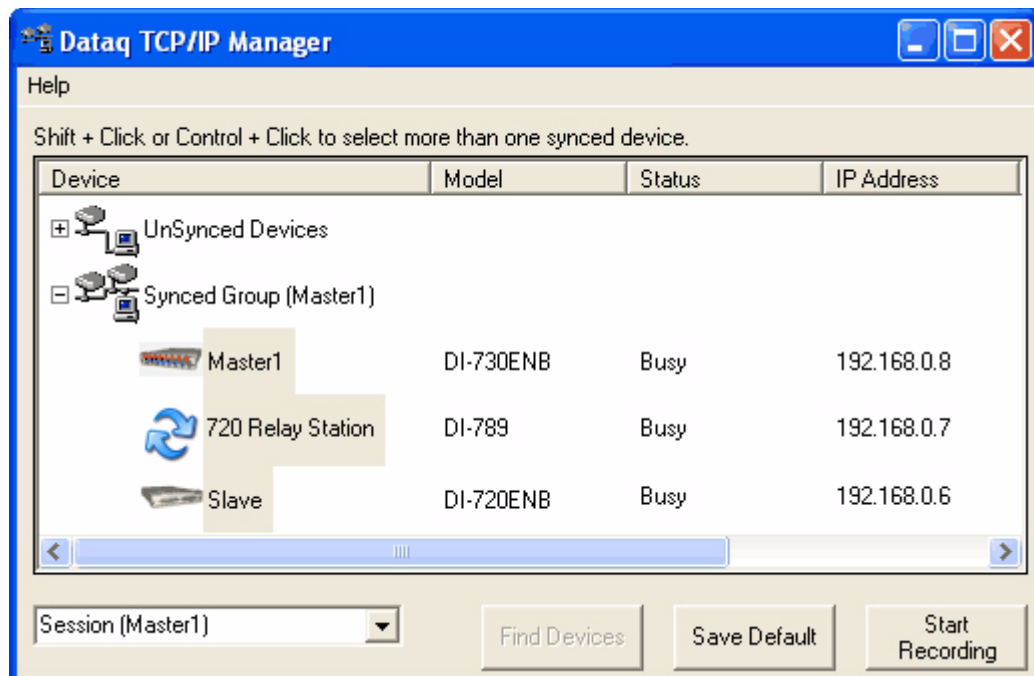 Dataq TCP/IP Manager
Help
Shift + Click or Control + Click to select more than one synced device.
Device Model Status IP Address
UnSynced Devices
Synced Group (Master1)
Master1 DI-730ENB Busy 192.168.0.8
720 Relay Station DI-789 Busy 192.168.0.7
Slave DI-720ENB Busy 192.168.0.6
Session (Master1) Find Devices Save Default Start Recording